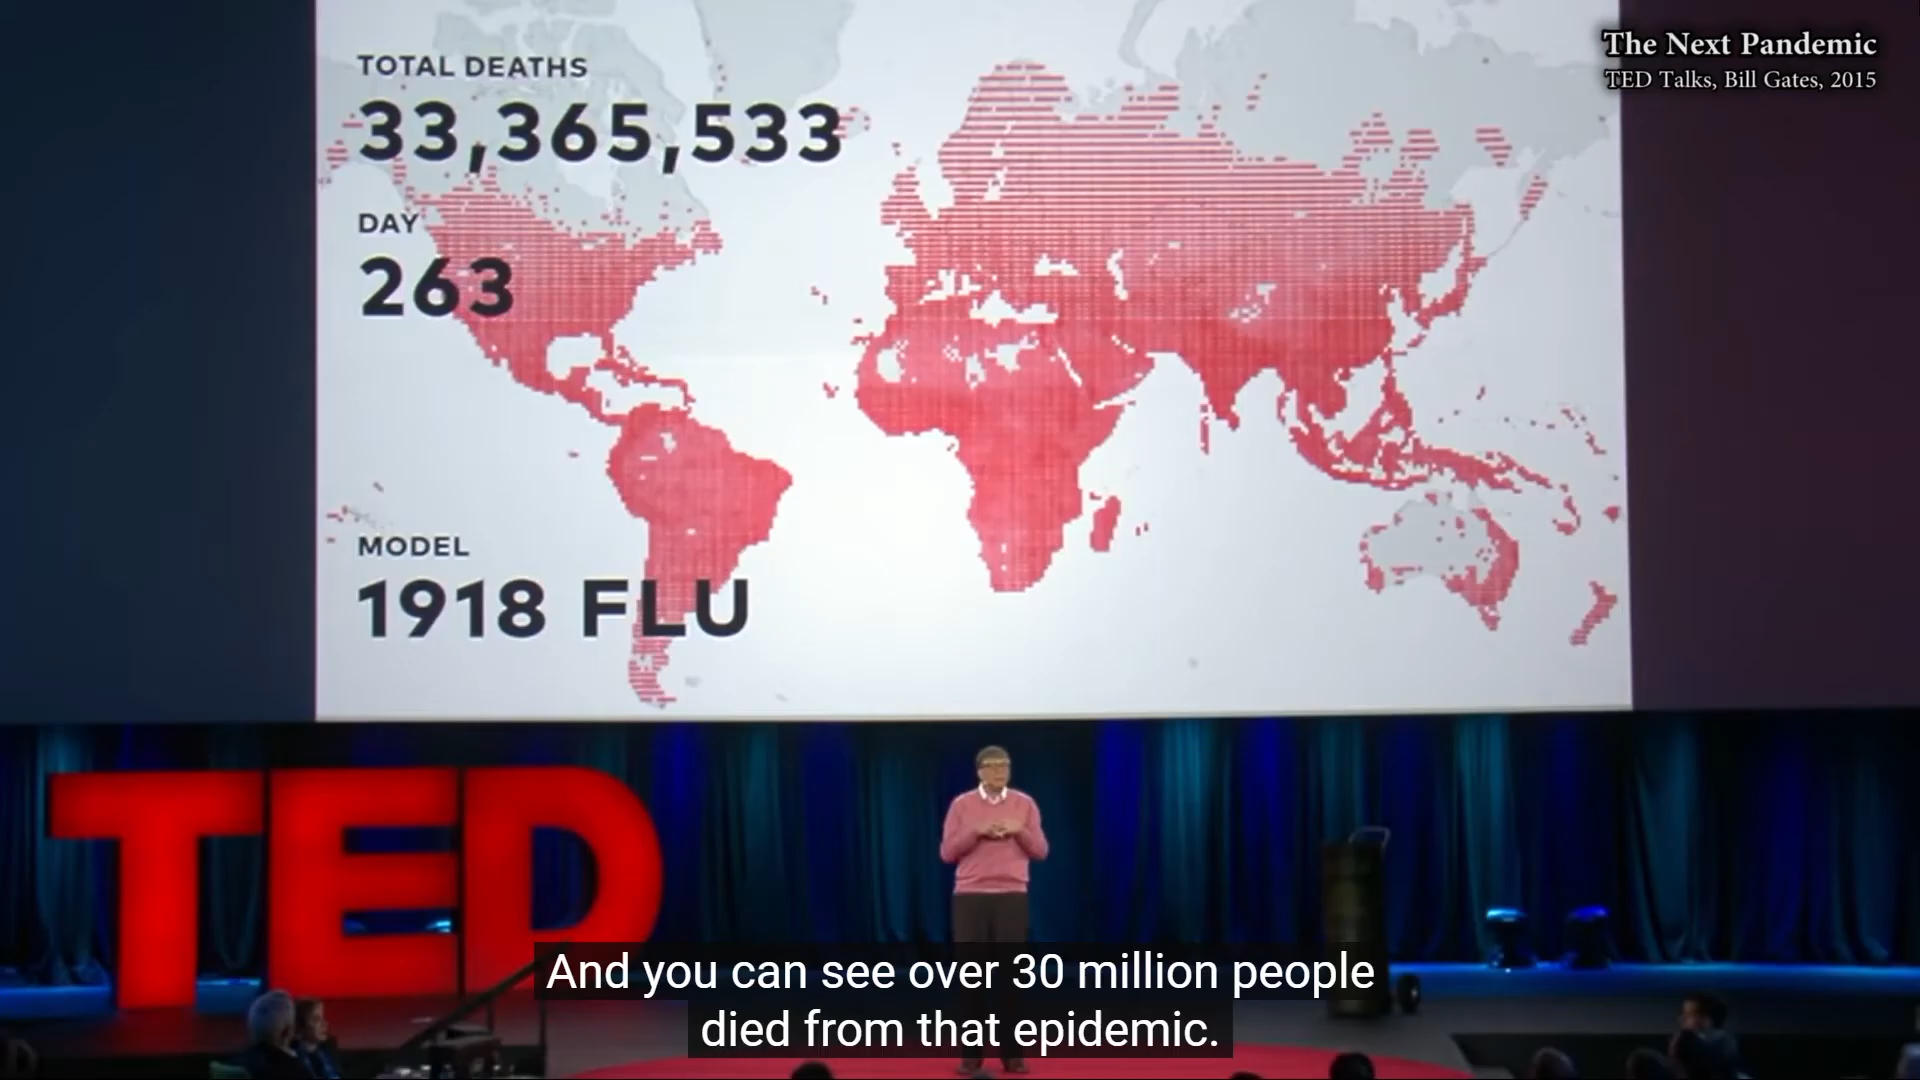 The Next Pandemic
TED Talks, Bill Gates, 2015
TOTAL DEATHS
33,365,533
DAY
263
MODEL
1918 FLU
TED
And you can see over 30 million people
died from that epidemic.